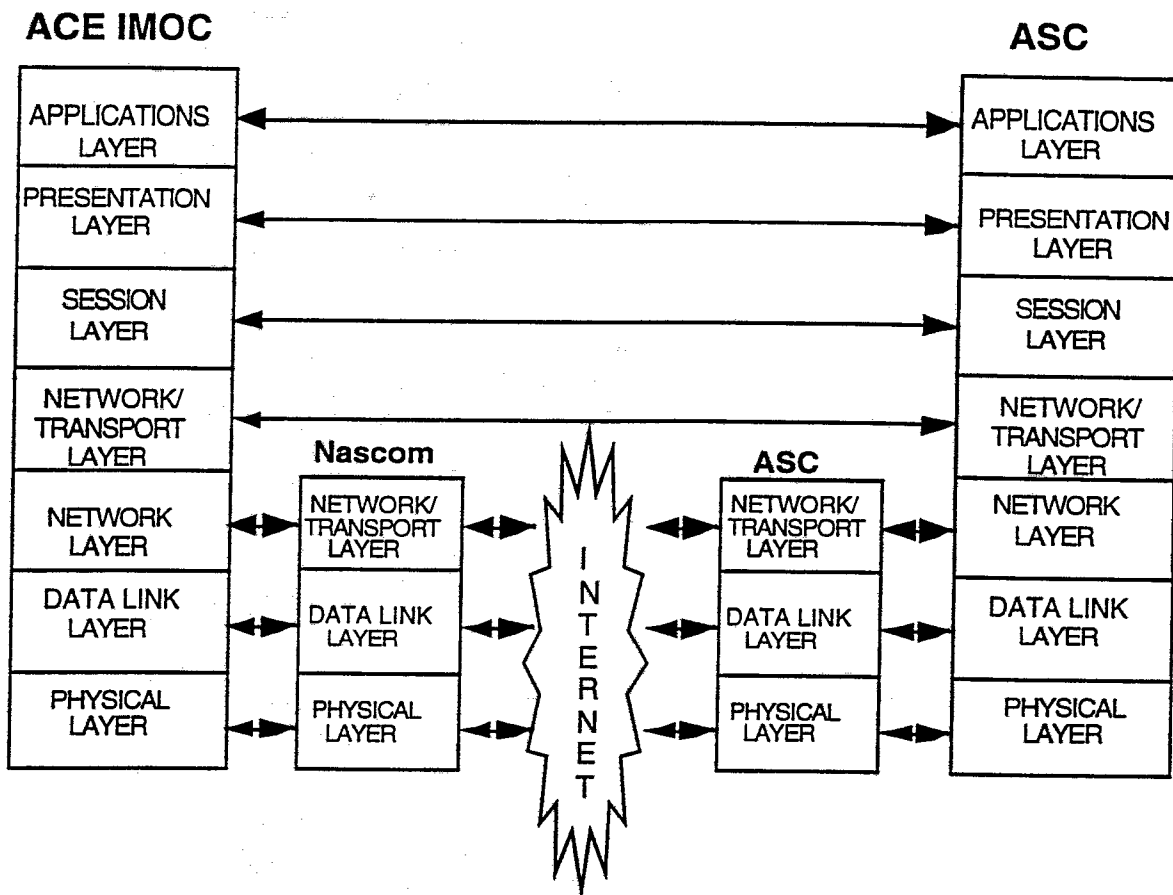 ACE IMOC
APPLICATIONS
LAYER
PRESENTATION
LAYER
SESSION
LAYER
NETWORK/
TRANSPORT
LAYER
NETWORK
LAYER
DATA LINK
LAYER
PHYSICAL
LAYER
Nascom
NETWORK/
TRANSPORT
LAYER
DATA LINK
LAYER
PHYSICAL
LAYER
INTERNET
ASC
NETWORK/
TRANSPORT
LAYER
DATA LINK
LAYER
PHYSICAL
LAYER
ASC
APPLICATIONS
LAYER
PRESENTATION
LAYER
SESSION
LAYER
NETWORK/
TRANSPORT
LAYER
NETWORK
LAYER
DATA LINK
LAYER
PHYSICAL
LAYER